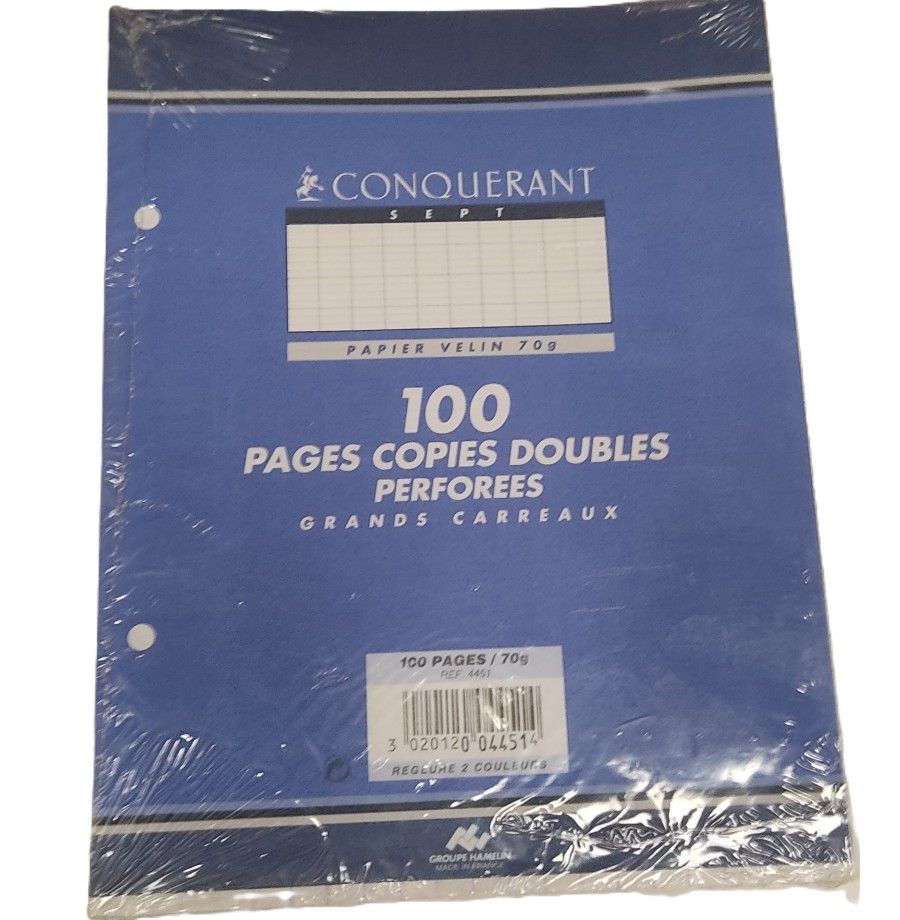 CONQUERANT
SEPT
PAPIER VELIN 70g
100
PAGES COPIES DOUBLES
PERFOREES
GRANDS CARREAUX
100 PAGES / 70g
REF. 4451
3 020120 044514
REGLURE 2 COULEURS
GROUPE HAMELIN
MADE IN FRANCE